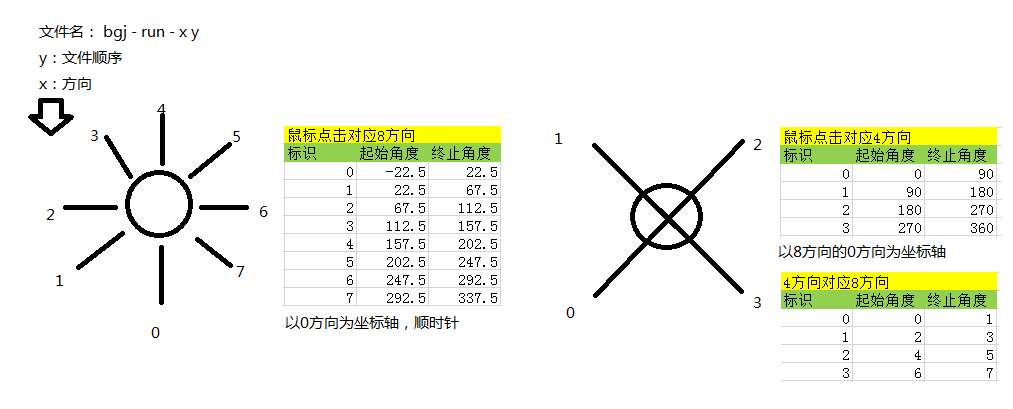 文件名： bgj - run - x y
y：文件顺序
x：方向
4
3
5
2
6
1
7
0
鼠标点击对应8方向
标识 起始角度 终止角度
0 -22.5 22.5
1 22.5 67.5
2 67.5 112.5
3 112.5 157.5
4 157.5 202.5
5 202.5 247.5
6 247.5 292.5
7 292.5 337.5
以0方向为坐标轴，顺时针
1
2
0
3
鼠标点击对应4方向
标识 起始角度 终止角度
0 0 90
1 90 180
2 180 270
3 270 360
以8方向的0方向为坐标轴
4方向对应8方向
标识 起始角度 终止角度
0 0 1
1 2 3
2 4 5
3 6 7